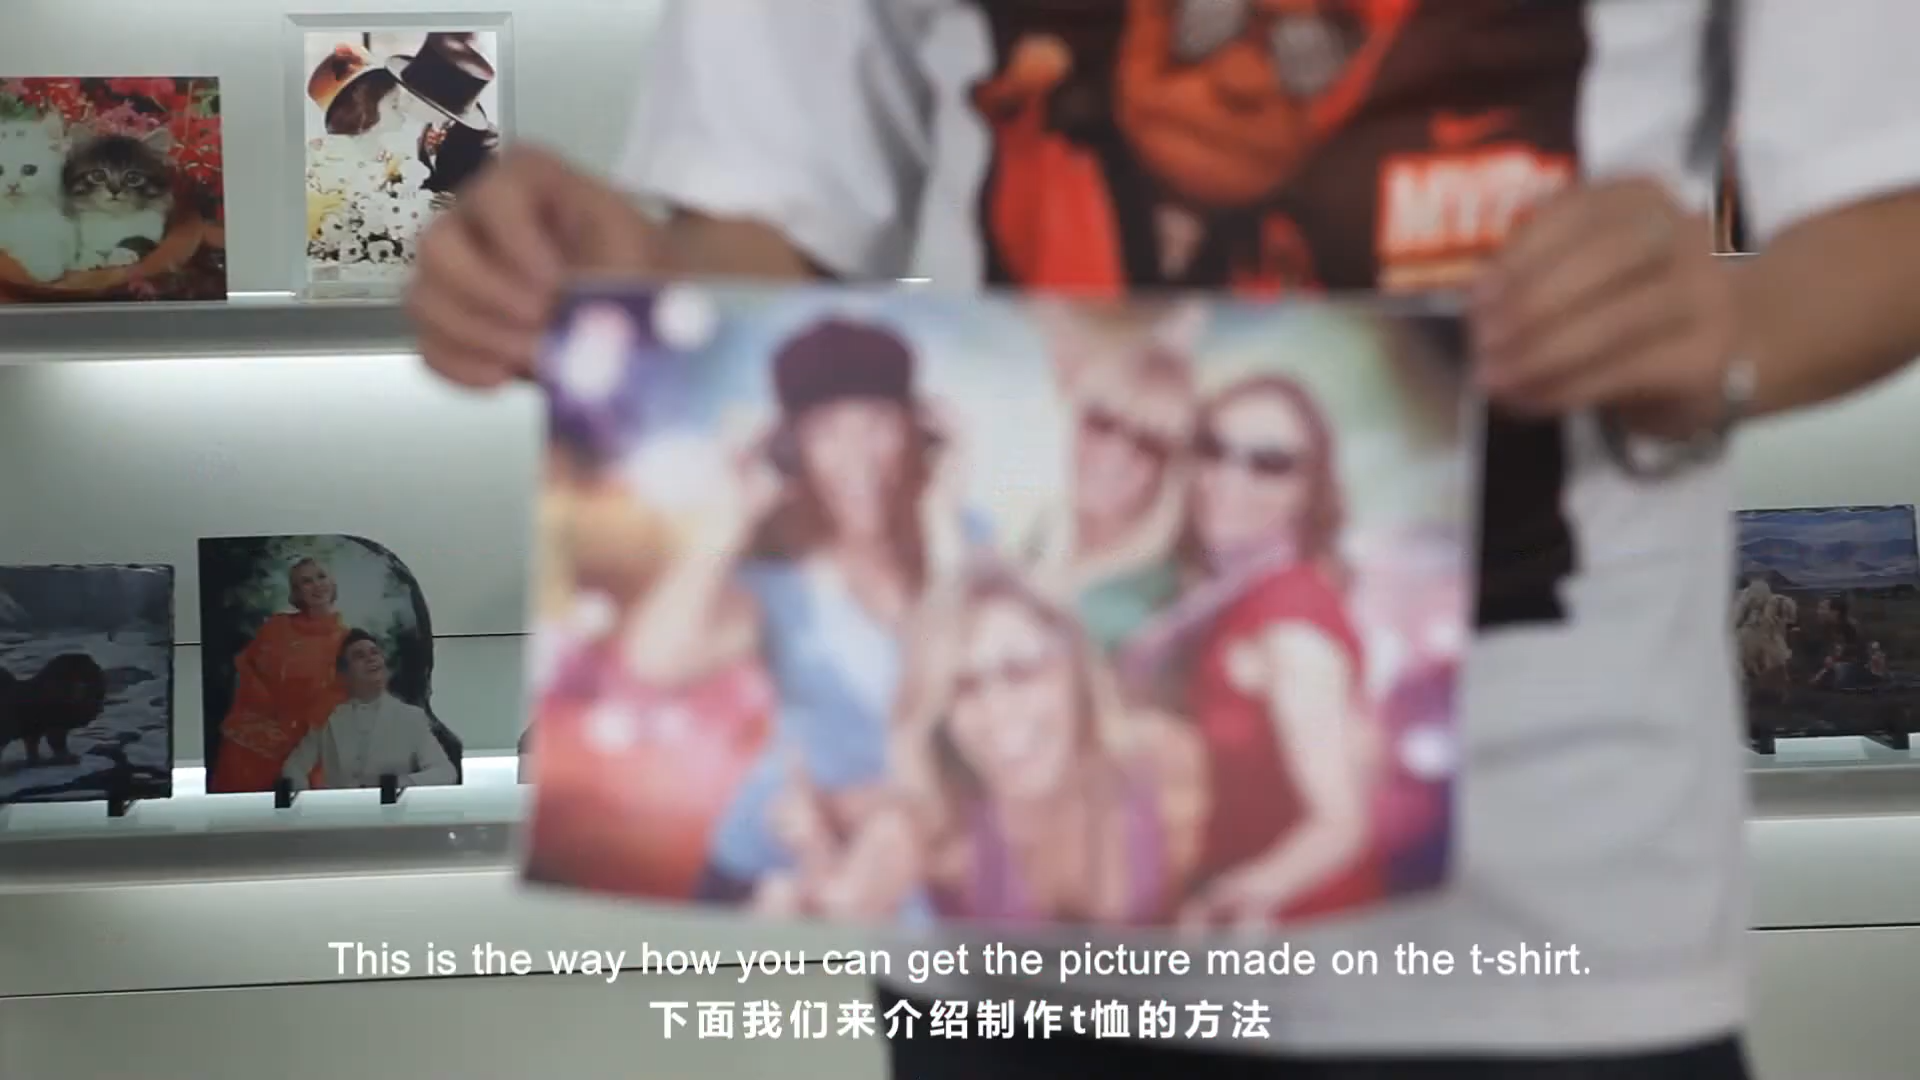 MVP
This is the way how you can get the picture made on the t-shirt.
下面我们来介绍制作t恤的方法